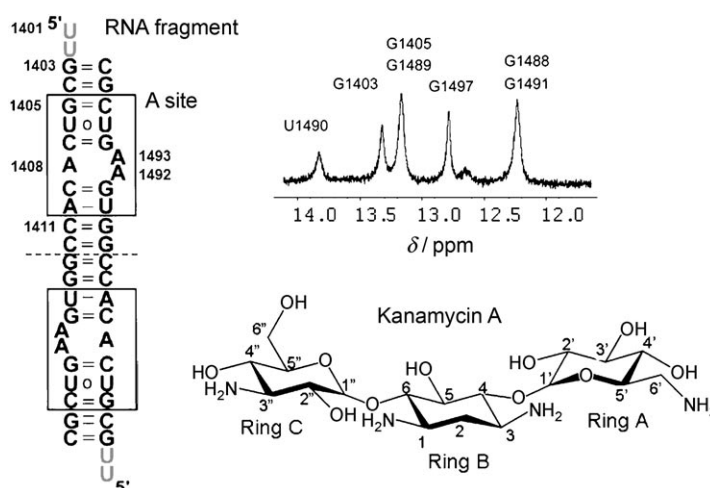 1401 5' RNA fragment
U
U
1403 G=C
C=G
1405 G=C A site
U o U
C=G
1408 A A 1493
A 1492
C=G
A–U
1411 C=G
C=G
G=C
G=C
U–A
G=C
A A
A
G=C
U o U
C=G
G=C
C=G
U
U
5'
G1405 G1488
G1403 G1489 G1497 G1491
U1490
14.0 13.5 13.0 12.5 12.0
δ / ppm
Kanamycin A
OH
6"
HO 4" 5" O
H2N 3" 2" 1"
OH O
Ring C
HO 6 5 4 O
H2N 1 2 3 NH2
Ring B
HO 2' HO 3' 4' OH
1' O 5' 6'
NH2
Ring A